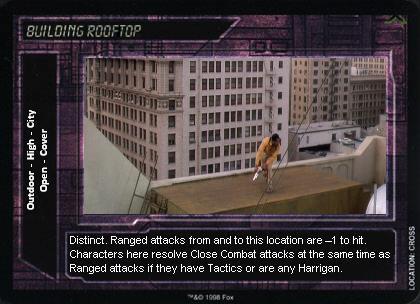 BUILDING ROOFTOP
Outdoor - High - City
Open - Cover
Distinct. Ranged attacks from and to this location are –1 to hit.
Characters here resolve Close Combat attacks at the same time as
Ranged attacks if they have Tactics or are any Harrigan.
LOCATION: CROSS
™&© 1998 Fox